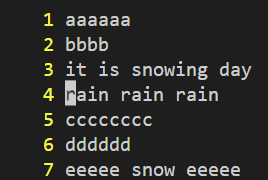 1 aaaaaa
2 bbbb
3 it is snowing day
4 rain rain rain
5 cccccccc
6 dddddd
7 eeeee snow eeeee